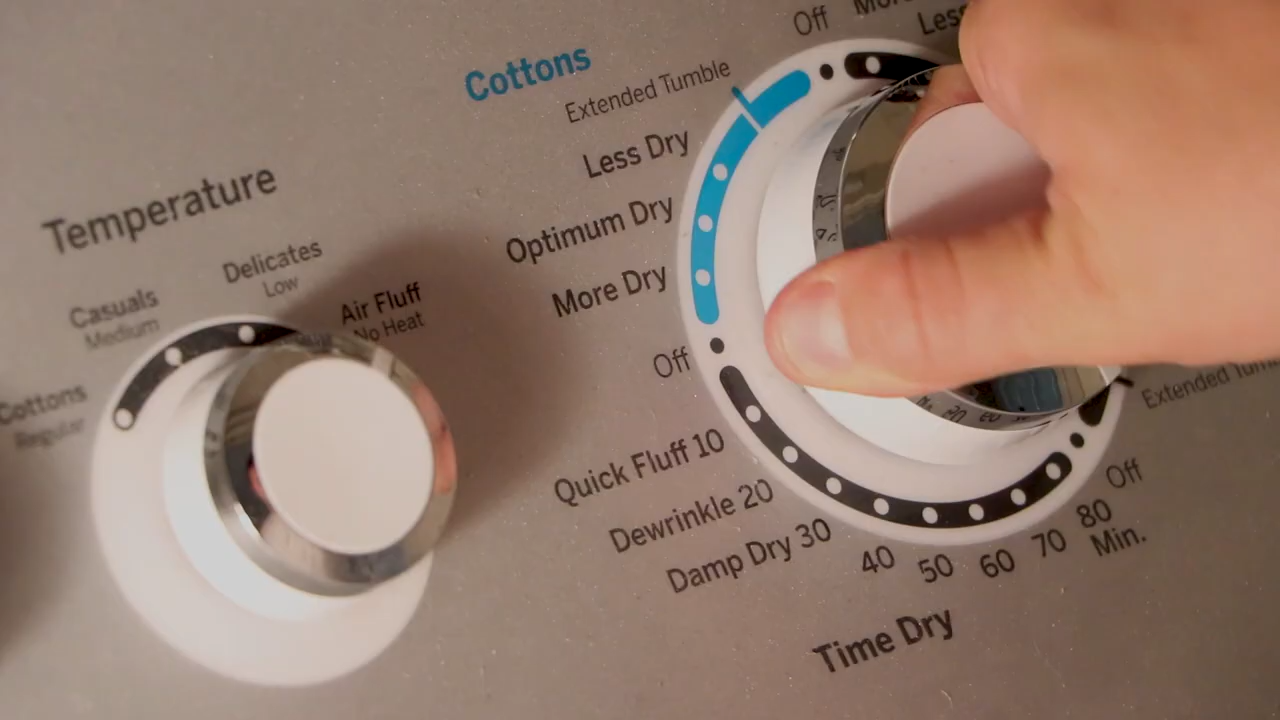 Temperature
Cottons
Regular
Casuals
Medium
Delicates
Low
Air Fluff
No Heat
Cottons
Extended Tumble
Less Dry
Optimum Dry
More Dry
Off
Quick Fluff 10
Dewrinkle 20
Damp Dry 30
40
50
60
70
80
Min.
Off
Time Dry
Off
More
Less
Extended